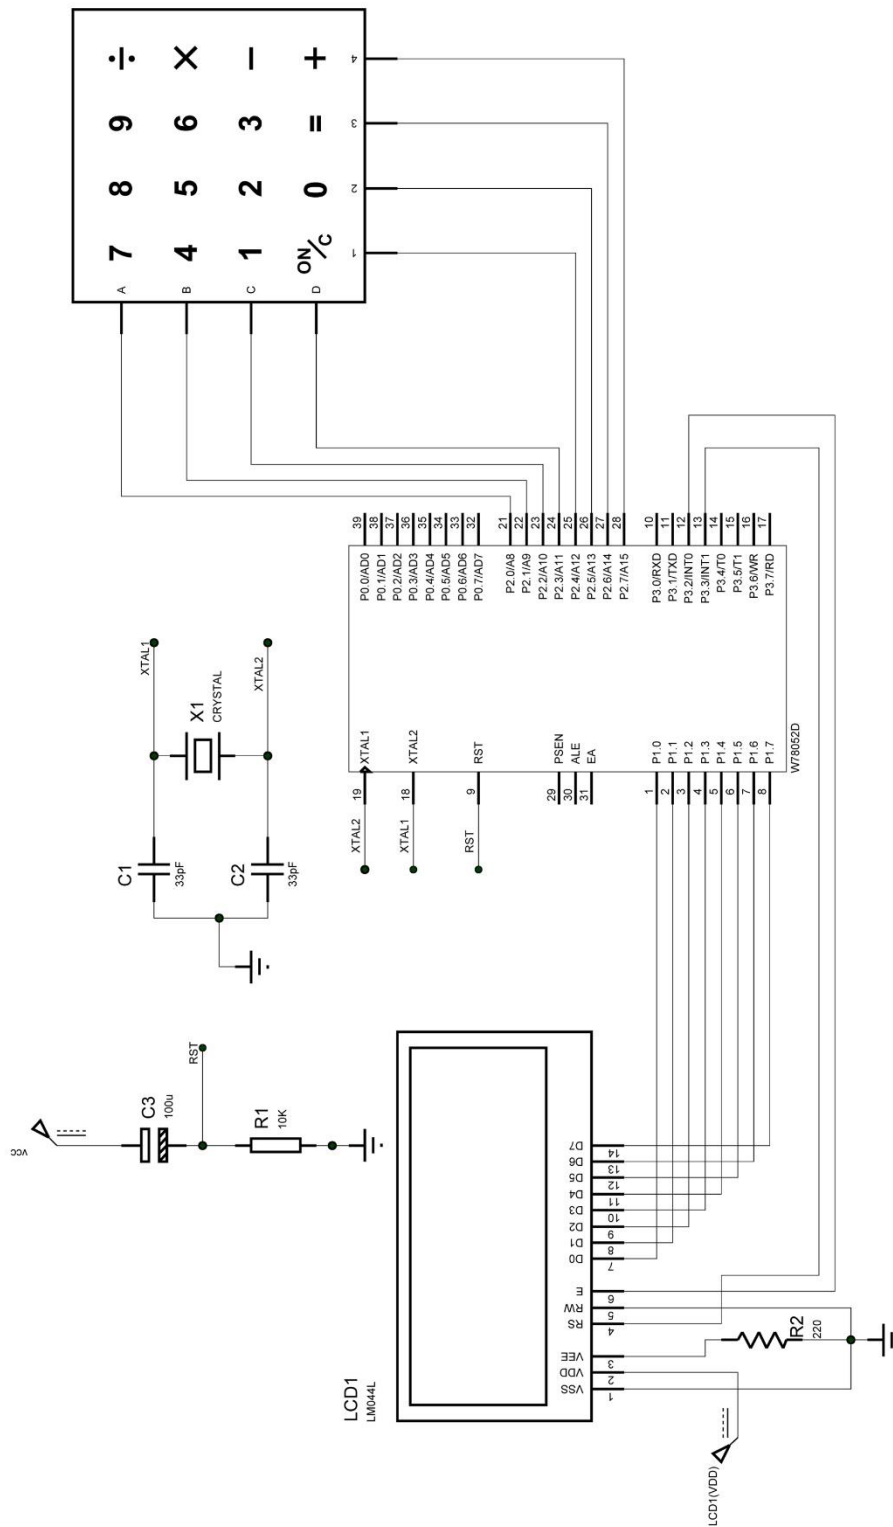 ÷
×
−
+
9
6
3
=
8
5
2
0
7
4
1
ON/C
A
B
C
D
4
3
2
1
39
38
37
36
35
34
33
32
21
22
23
24
25
26
27
28
10
11
12
13
14
15
16
17
P0.0/AD0
P0.1/AD1
P0.2/AD2
P0.3/AD3
P0.4/AD4
P0.5/AD5
P0.6/AD6
P0.7/AD7
P2.0/A8
P2.1/A9
P2.2/A10
P2.3/A11
P2.4/A12
P2.5/A13
P2.6/A14
P2.7/A15
P3.0/RXD
P3.1/TXD
P3.2/INT0
P3.3/INT1
P3.4/T0
P3.5/T1
P3.6/WR
P3.7/RD
XTAL1
XTAL2
RST
PSEN
ALE
EA
P1.0
P1.1
P1.2
P1.3
P1.4
P1.5
P1.6
P1.7
W78052D
19
18
9
29
30
31
1
2
3
4
5
6
7
8
XTAL2
XTAL1
RST
XTAL1
XTAL2
X1
CRYSTAL
C1
33pF
C2
33pF
RST
C3
100u
VCC
R1
10K
LCD1
LM044L
D7
D6
D5
D4
D3
D2
D1
D0
E
RW
RS
VEE
VDD
VSS
14
13
12
11
10
9
8
7
6
5
4
3
2
1
R2
220
LCD1(VDD)